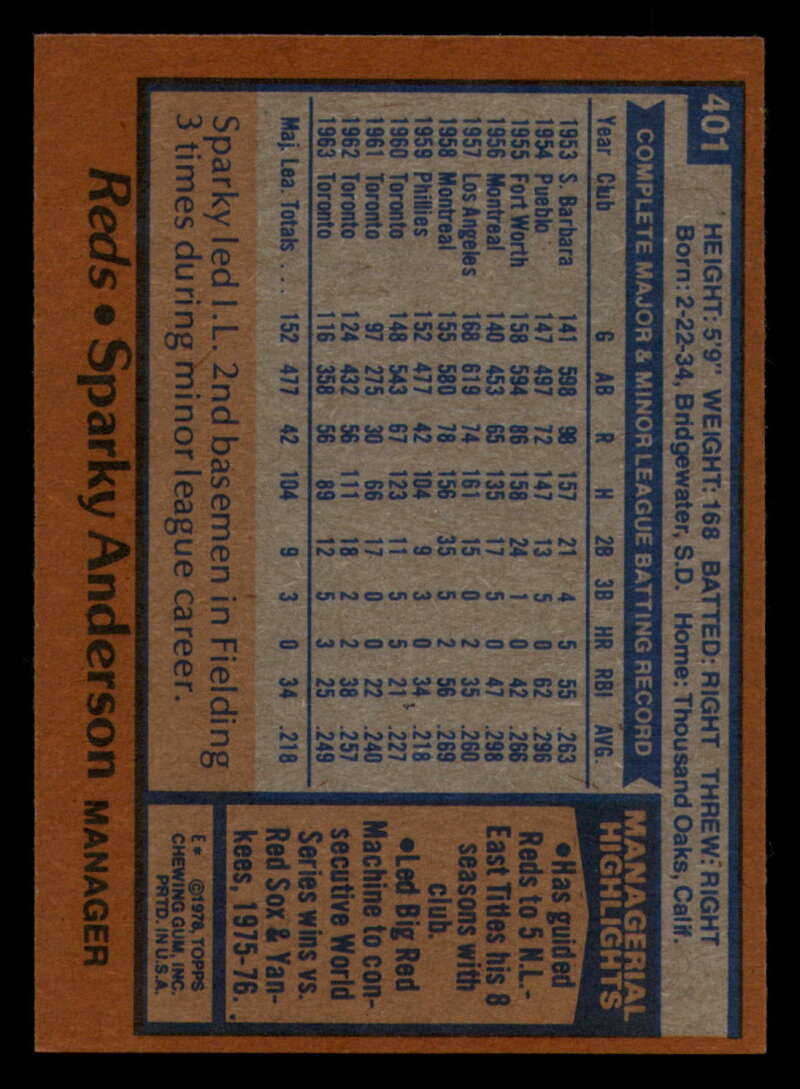 401
HEIGHT: 5'9" WEIGHT: 168 BATTED: RIGHT THREW: RIGHT
Born: 2-22-34, Bridgewater, S.D. Home: Thousand Oaks, Calif.
COMPLETE MAJOR & MINOR LEAGUE BATTING RECORD
Year Club G AB R H 2B 3B HR RBI AVG.
1953 S. Barbara 141 598 98 157 21 4 5 55 .263
1954 Pueblo 147 497 72 147 13 5 0 62 .296
1955 Fort Worth 158 594 86 158 24 1 0 42 .266
1956 Montreal 140 453 65 135 17 5 0 47 .298
1957 Los Angeles 168 619 74 161 15 0 2 35 .260
1958 Montreal 155 580 78 156 35 5 2 56 .269
1959 Phillies 152 477 42 104 9 3 0 34 .218
1960 Toronto 148 543 67 123 11 5 5 21 .227
1961 Toronto 97 275 30 66 17 0 0 22 .240
1962 Toronto 124 432 56 111 18 2 2 38 .257
1963 Toronto 116 358 56 89 12 5 3 25 .249
Maj. Lea. Totals . . . 152 477 42 104 9 3 0 34 .218
Sparky led I.L. 2nd basemen in Fielding
3 times during minor league career.
MANAGERIAL
HIGHLIGHTS
•Has guided
Reds to 5 N.L.-
East Titles his 8
seasons with
club.
•Led Big Red
Machine to con-
secutive World
Series wins vs.
Red Sox & Yan-
kees, 1975-76.
E* ©1978, TOPPS
CHEWING GUM, INC.
PRTD. IN U.S.A.
Reds • Sparky Anderson MANAGER